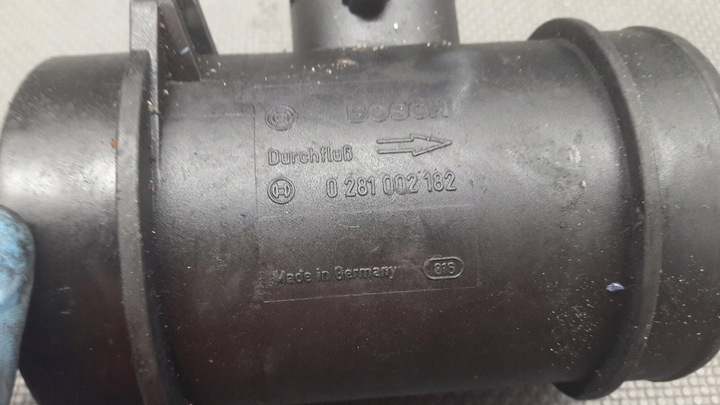 BOSCH
Durchfluß
0 281 002 182
Made in Germany 816